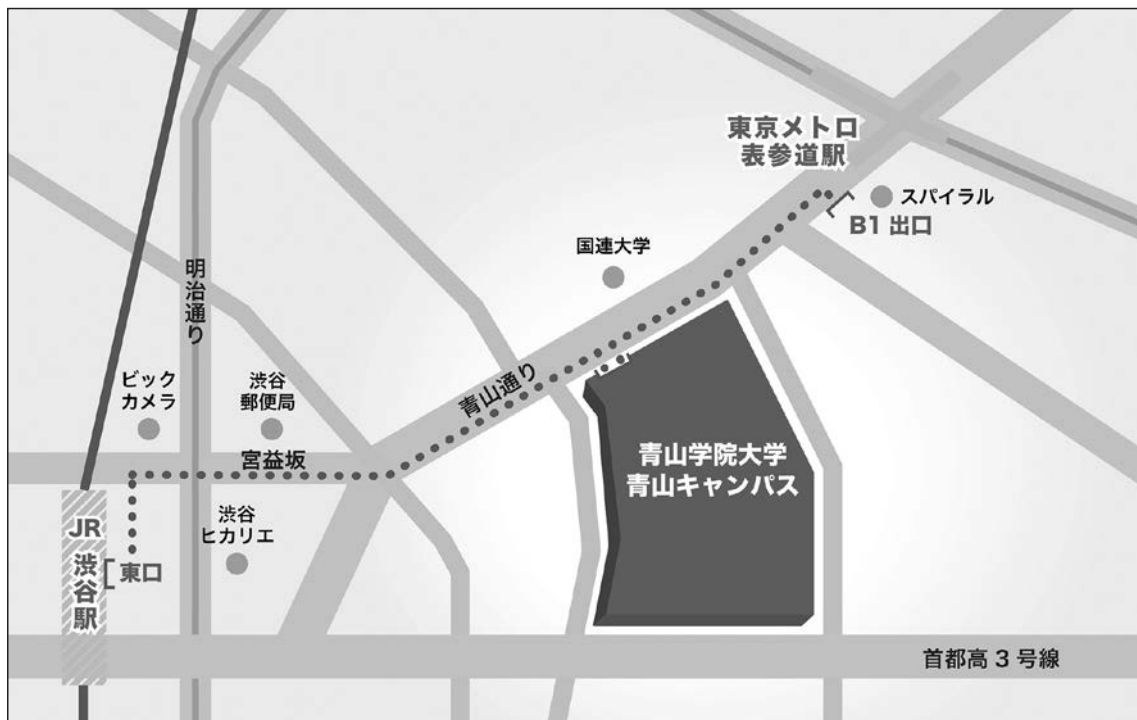 東京メトロ
表参道駅
スパイラル
B1 出口
国連大学
明治通り
ビック
カメラ
渋谷
郵便局
青山通り
宮益坂
青山学院大学
青山キャンパス
渋谷
ヒカリエ
JR
渋谷駅
東口
首都高 3 号線